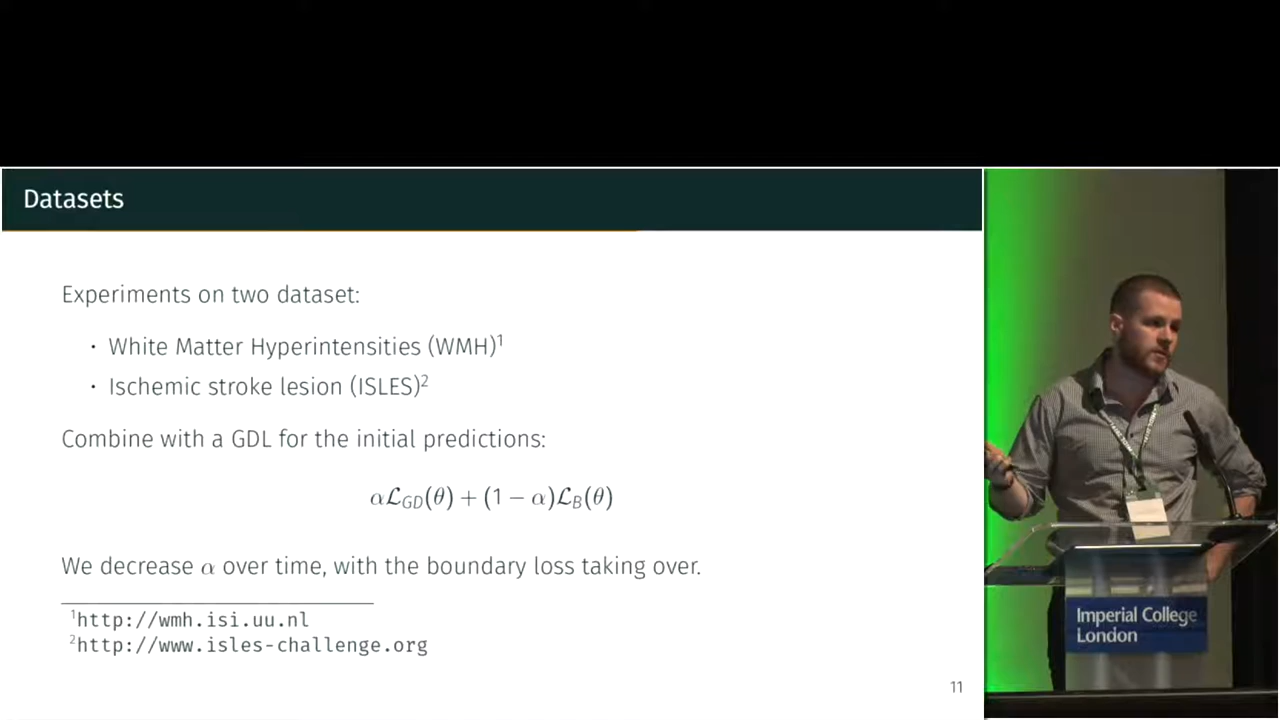 Datasets
Experiments on two dataset:
· White Matter Hyperintensities (WMH)¹
· Ischemic stroke lesion (ISLES)²
Combine with a GDL for the initial predictions:
αℒ_GD(θ) + (1 − α)ℒ_B(θ)
We decrease α over time, with the boundary loss taking over.
¹http://wmh.isi.uu.nl
²http://www.isles-challenge.org
11
Imperial College
London